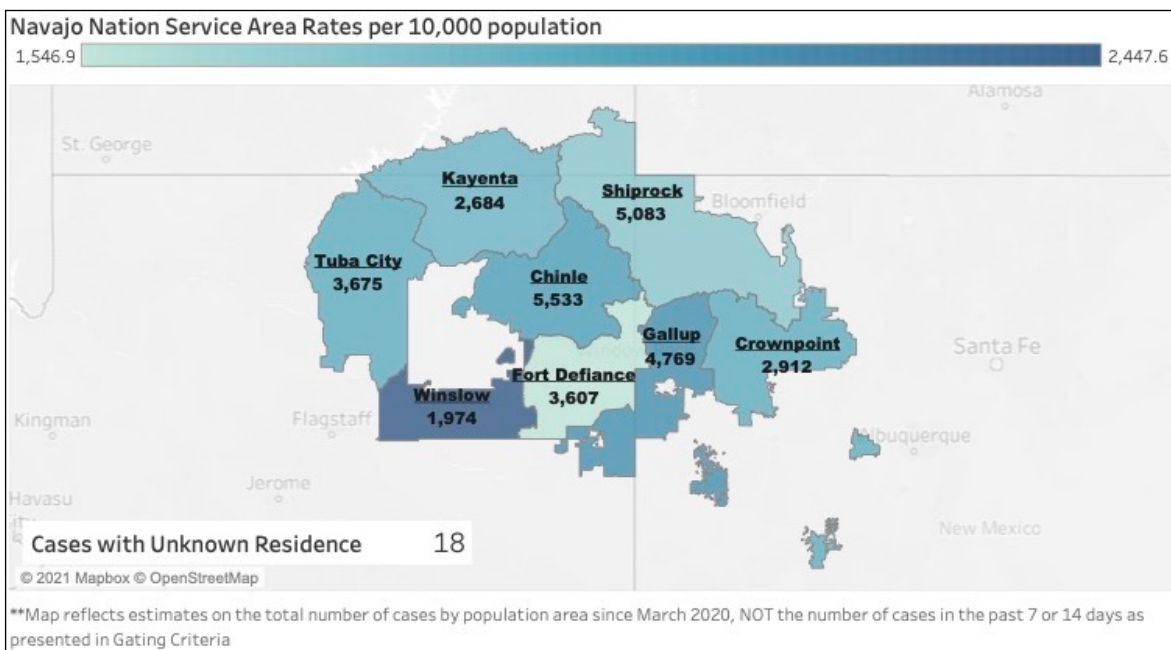 Navajo Nation Service Area Rates per 10,000 population
1,546.9
2,447.6
Alamosa
St. George
Kayenta
2,684
Shiprock
5,083
Bloomfield
Tuba City
3,675
Chinle
5,533
Gallup
4,769
Crownpoint
2,912
Santa Fe
Fort Defiance
3,607
Winslow
1,974
Kingman
Flagstaff
Albuquerque
Jerome
Havasu
New Mexico
Cases with Unknown Residence 18
© 2021 Mapbox © OpenStreetMap
**Map reflects estimates on the total number of cases by population area since March 2020, NOT the number of cases in the past 7 or 14 days as
presented in Gating Criteria